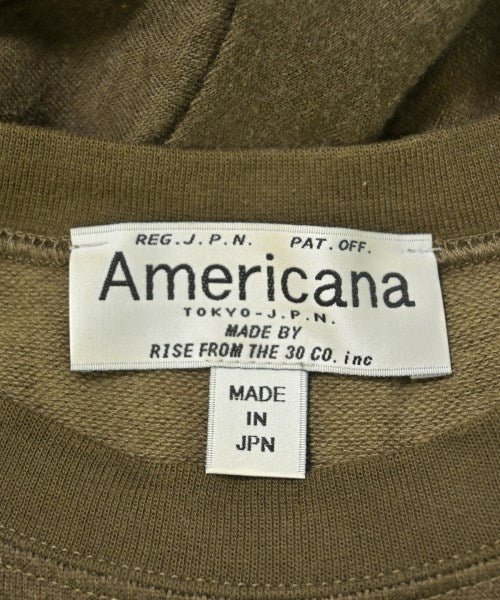 REG.J.P.N. PAT.OFF.
Americana
TOKYO-J.P.N.
MADE BY
RISE FROM THE 30 CO. inc
MADE
IN
JPN